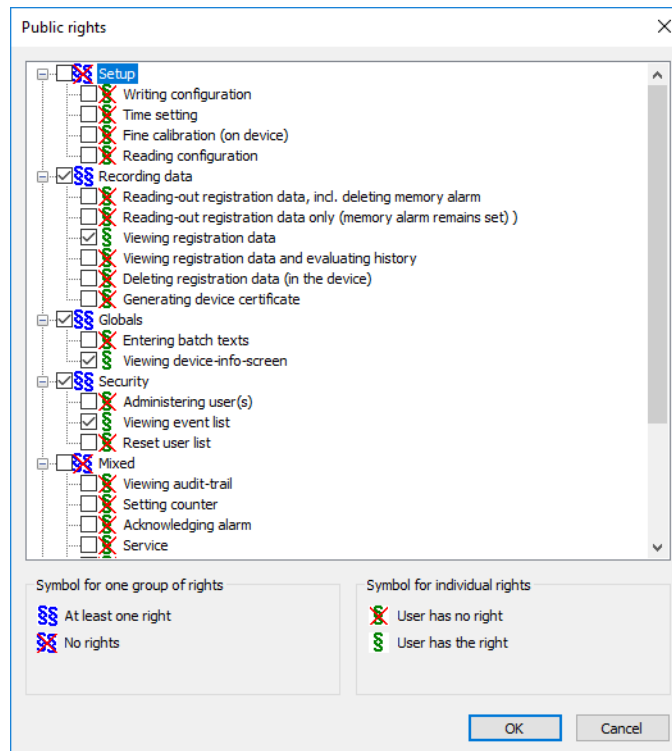 Public rights
Setup
Writing configuration
Time setting
Fine calibration (on device)
Reading configuration
Recording data
Reading-out registration data, incl. deleting memory alarm
Reading-out registration data only (memory alarm remains set) )
Viewing registration data
Viewing registration data and evaluating history
Deleting registration data (in the device)
Generating device certificate
Globals
Entering batch texts
Viewing device-info-screen
Security
Administering user(s)
Viewing event list
Reset user list
Mixed
Viewing audit-trail
Setting counter
Acknowledging alarm
Service
Symbol for one group of rights
At least one right
No rights
Symbol for individual rights
User has no right
User has the right
OK
Cancel